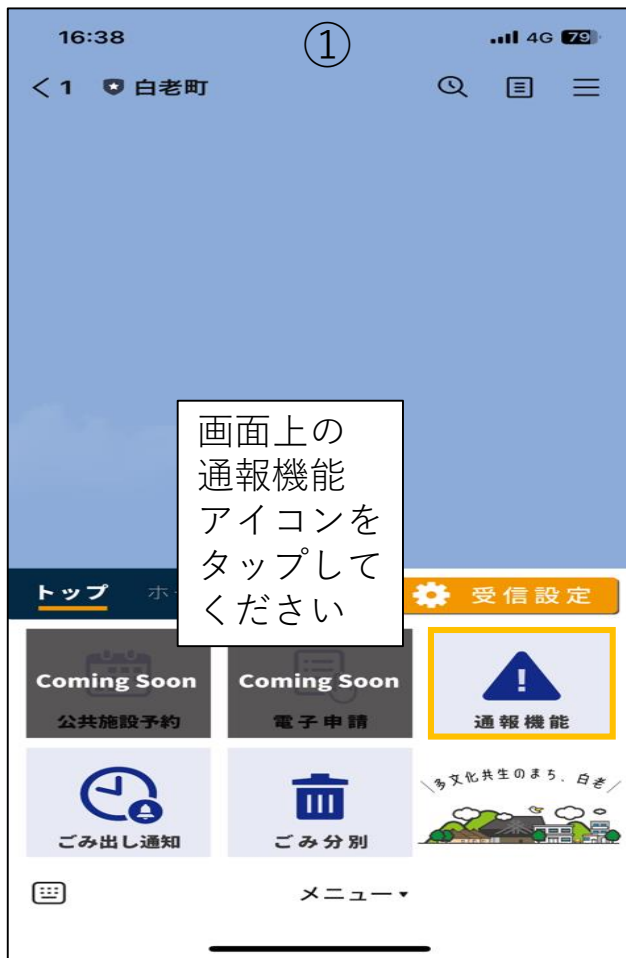 16:38
①
4G 79
1 白老町
画面上の
通報機能
アイコンを
タップして
ください
トップ ホ
受信設定
Coming Soon
公共施設予約
Coming Soon
電子申請
!
通報機能
ごみ出し通知
ごみ分別
多文化共生のまち、白老
メニュー